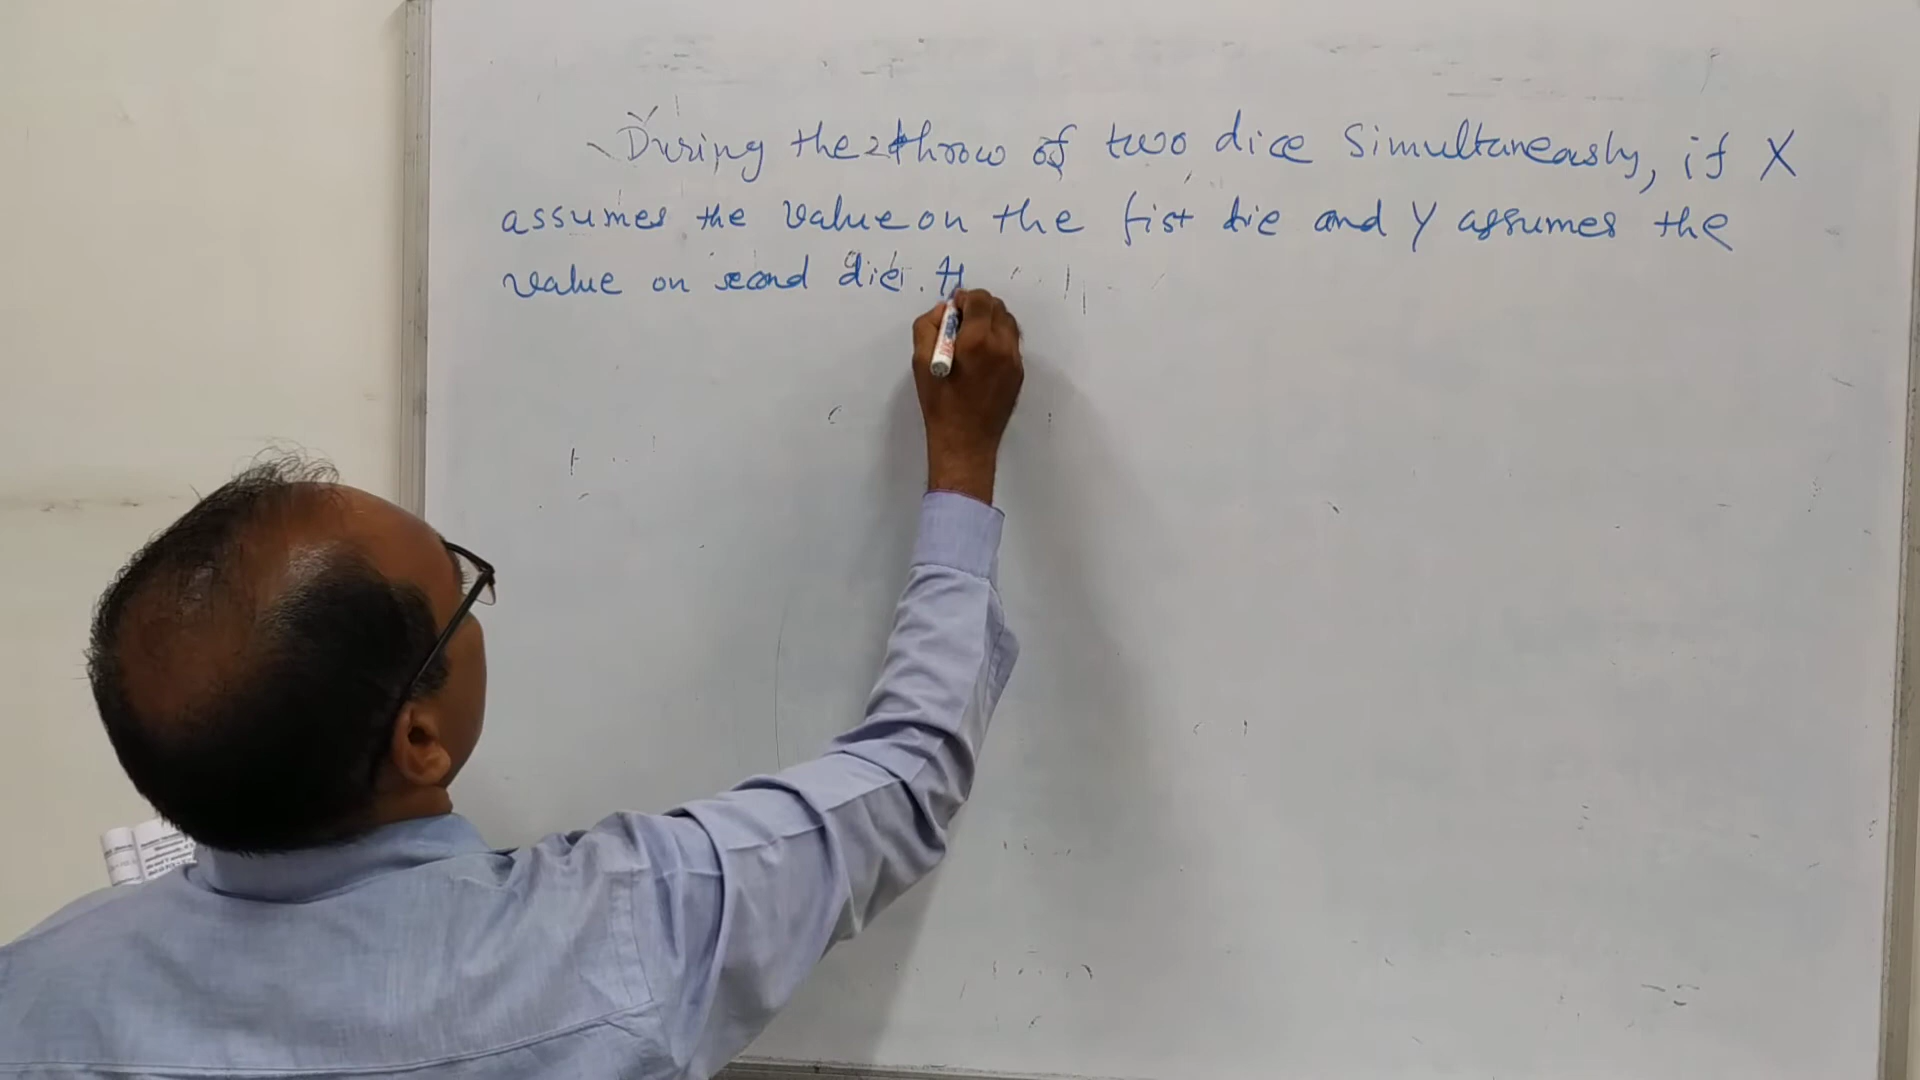 During the throw of two dice Simultaneously, if X
assumes the value on the fist die and Y assumes the
value on second die. H